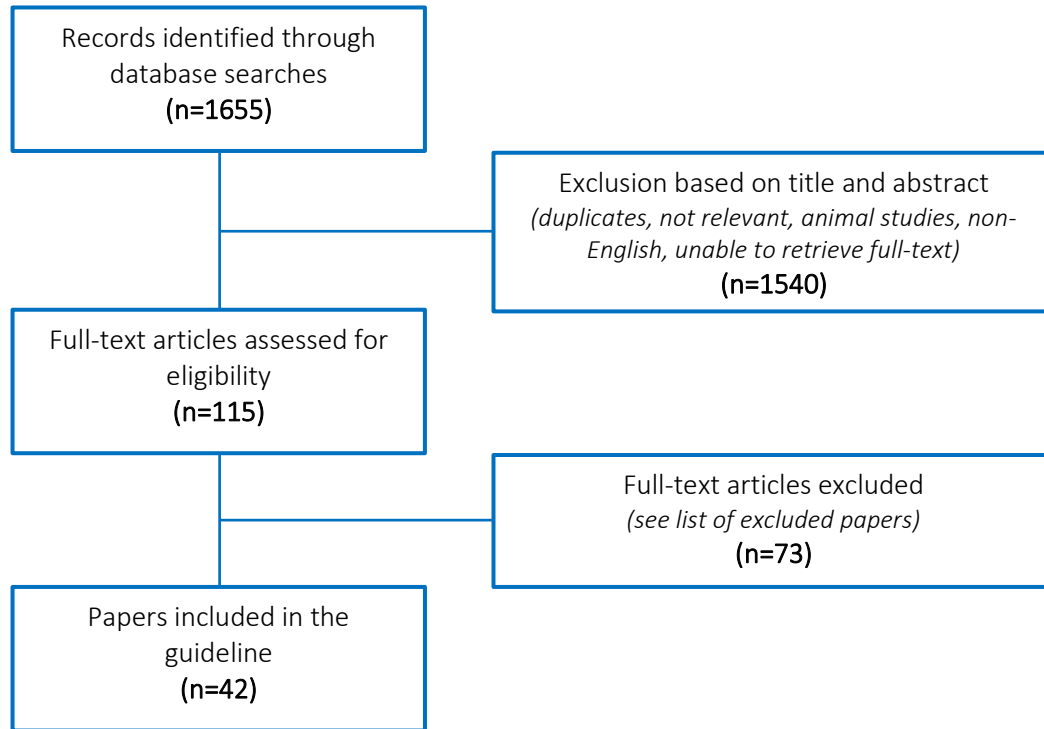 Records identified through
database searches
(n=1655)
Exclusion based on title and abstract
(duplicates, not relevant, animal studies, non-
English, unable to retrieve full-text)
(n=1540)
Full-text articles assessed for
eligibility
(n=115)
Full-text articles excluded
(see list of excluded papers)
(n=73)
Papers included in the
guideline
(n=42)